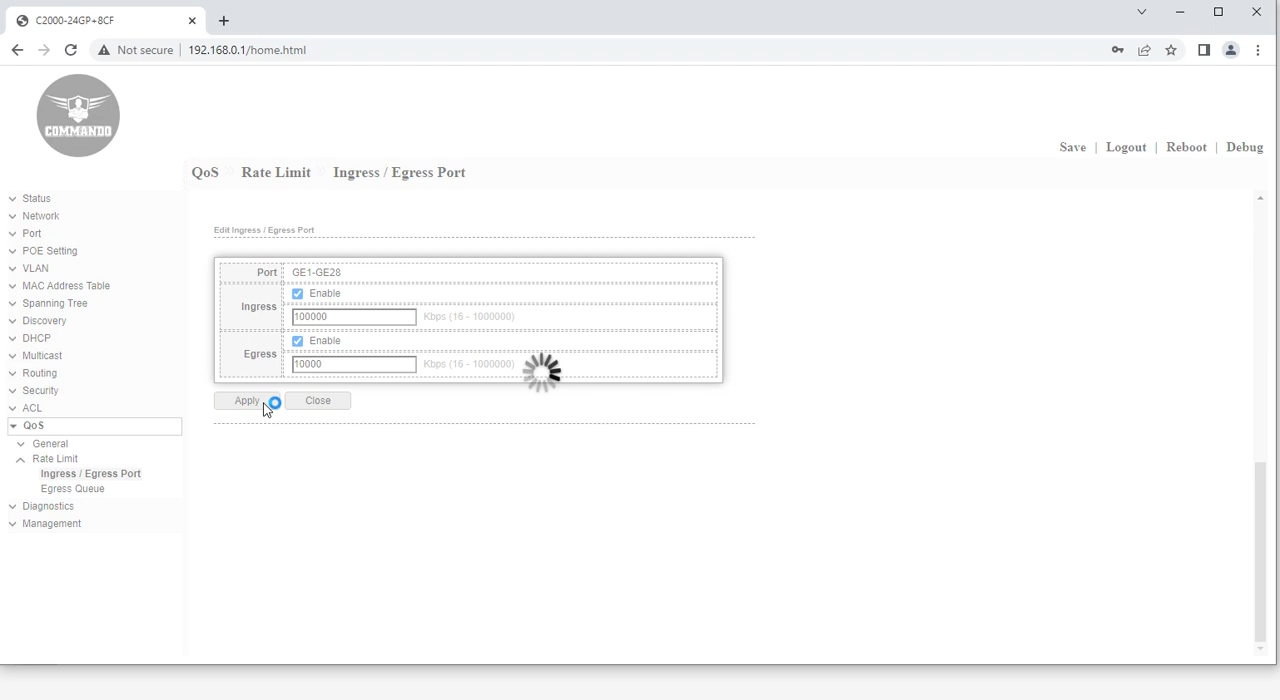 C2000-24GP+8CF
Not secure 192.168.0.1/home.html
COMMANDO
Save | Logout | Reboot | Debug
QoS Rate Limit Ingress / Egress Port
Status
Network
Port
POE Setting
VLAN
MAC Address Table
Spanning Tree
Discovery
DHCP
Multicast
Routing
Security
ACL
QoS
General
Rate Limit
Ingress / Egress Port
Egress Queue
Diagnostics
Management
Edit Ingress / Egress Port
Port GE1-GE28
Ingress
Enable
100000 Kbps (16 - 1000000)
Egress
Enable
10000 Kbps (16 - 1000000)
Apply Close